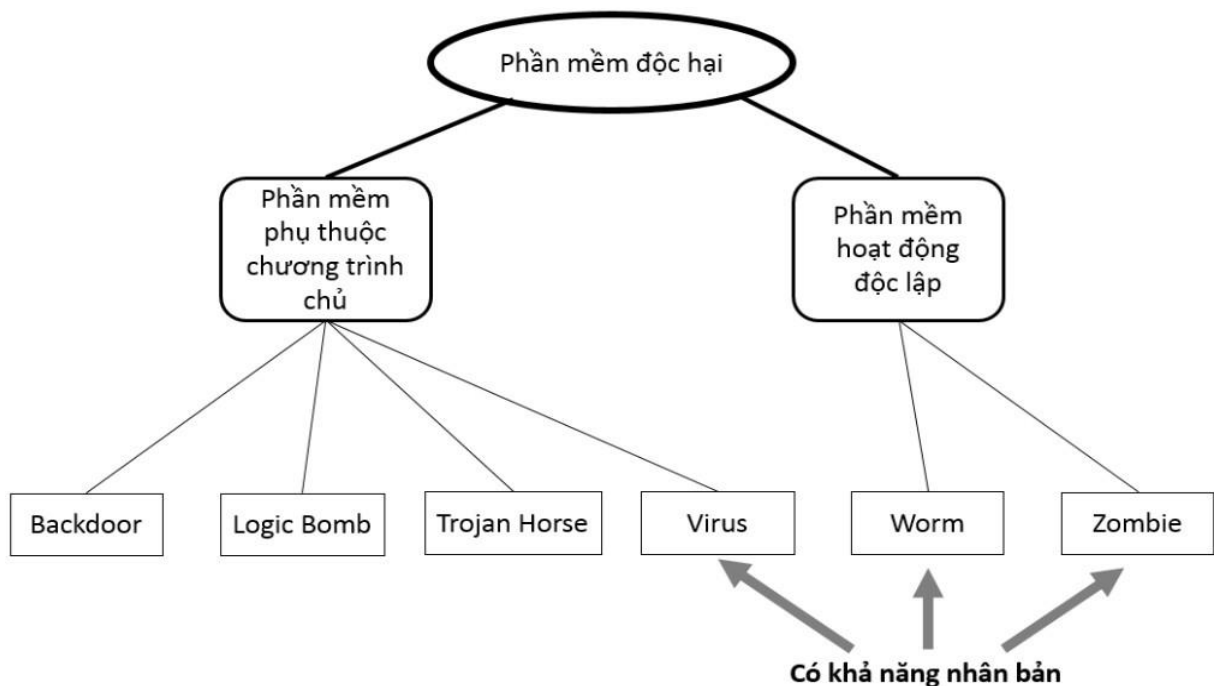 Phần mềm độc hại
Phần mềm
phụ thuộc
chương trình
chủ
Phần mềm
hoạt động
độc lập
Backdoor
Logic Bomb
Trojan Horse
Virus
Worm
Zombie
Có khả năng nhân bản